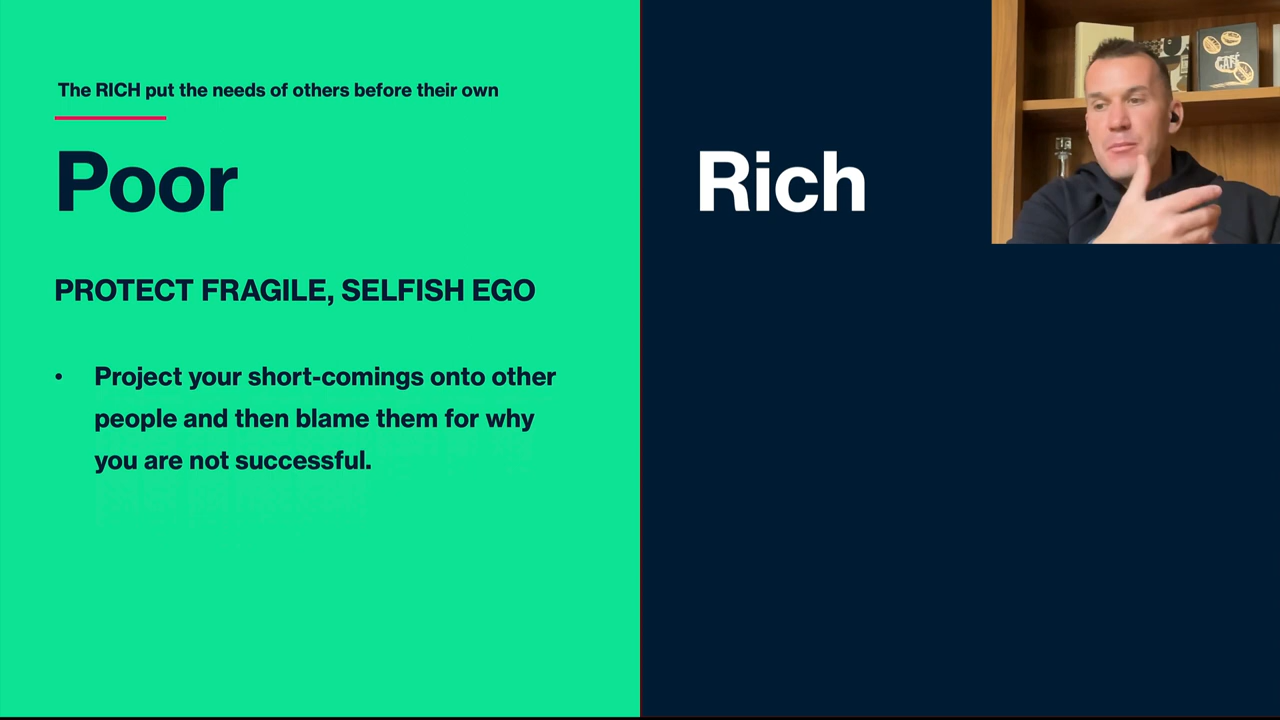 The RICH put the needs of others before their own
Poor
PROTECT FRAGILE, SELFISH EGO
• Project your short-comings onto other
people and then blame them for why
you are not successful.
Rich
CAFÉ